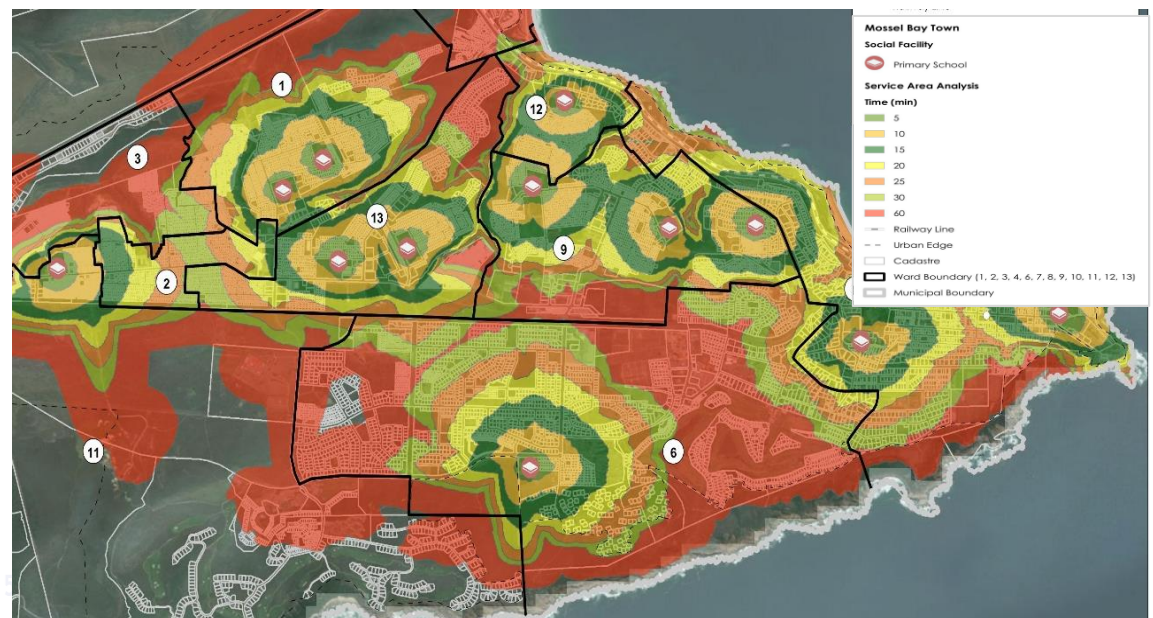 Mossel Bay Town
Social Facility
Primary School
Service Area Analysis
Time (min)
5
10
15
20
25
30
60
Railway Line
Urban Edge
Cadastre
Ward Boundary (1, 2, 3, 4, 6, 7, 8, 9, 10, 11, 12, 13)
Municipal Boundary
1
12
3
13
9
2
11
6